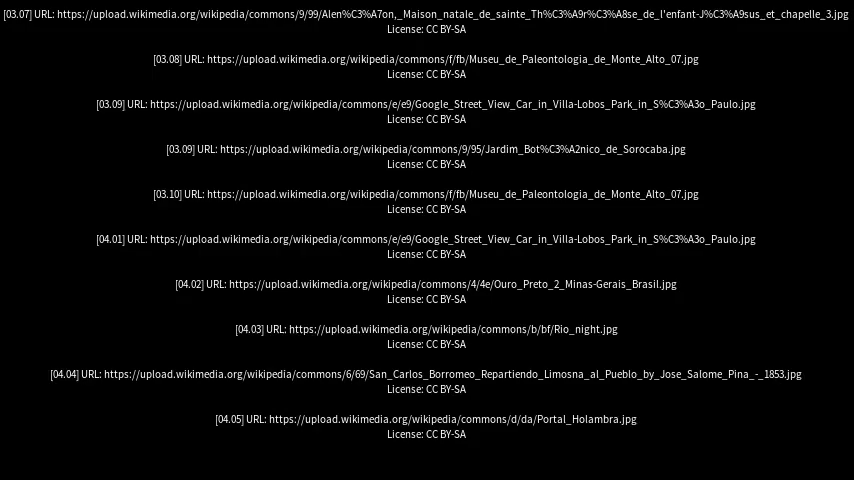 [03.07] URL: https://upload.wikimedia.org/wikipedia/commons/9/99/Alen%C3%A7on,_Maison_natale_de_sainte_Th%C3%A9r%C3%A8se_de_l'enfant-J%C3%A9sus_et_chapelle_3.jpg
License: CC BY-SA
[03.08] URL: https://upload.wikimedia.org/wikipedia/commons/f/fb/Museu_de_Paleontologia_de_Monte_Alto_07.jpg
License: CC BY-SA
[03.09] URL: https://upload.wikimedia.org/wikipedia/commons/e/e9/Google_Street_View_Car_in_Villa-Lobos_Park_in_S%C3%A3o_Paulo.jpg
License: CC BY-SA
[03.09] URL: https://upload.wikimedia.org/wikipedia/commons/9/95/Jardim_Bot%C3%A2nico_de_Sorocaba.jpg
License: CC BY-SA
[03.10] URL: https://upload.wikimedia.org/wikipedia/commons/f/fb/Museu_de_Paleontologia_de_Monte_Alto_07.jpg
License: CC BY-SA
[04.01] URL: https://upload.wikimedia.org/wikipedia/commons/e/e9/Google_Street_View_Car_in_Villa-Lobos_Park_in_S%C3%A3o_Paulo.jpg
License: CC BY-SA
[04.02] URL: https://upload.wikimedia.org/wikipedia/commons/4/4e/Ouro_Preto_2_Minas-Gerais_Brasil.jpg
License: CC BY-SA
[04.03] URL: https://upload.wikimedia.org/wikipedia/commons/b/bf/Rio_night.jpg
License: CC BY-SA
[04.04] URL: https://upload.wikimedia.org/wikipedia/commons/6/69/San_Carlos_Borromeo_Repartiendo_Limosna_al_Pueblo_by_Jose_Salome_Pina_-_1853.jpg
License: CC BY-SA
[04.05] URL: https://upload.wikimedia.org/wikipedia/commons/d/da/Portal_Holambra.jpg
License: CC BY-SA